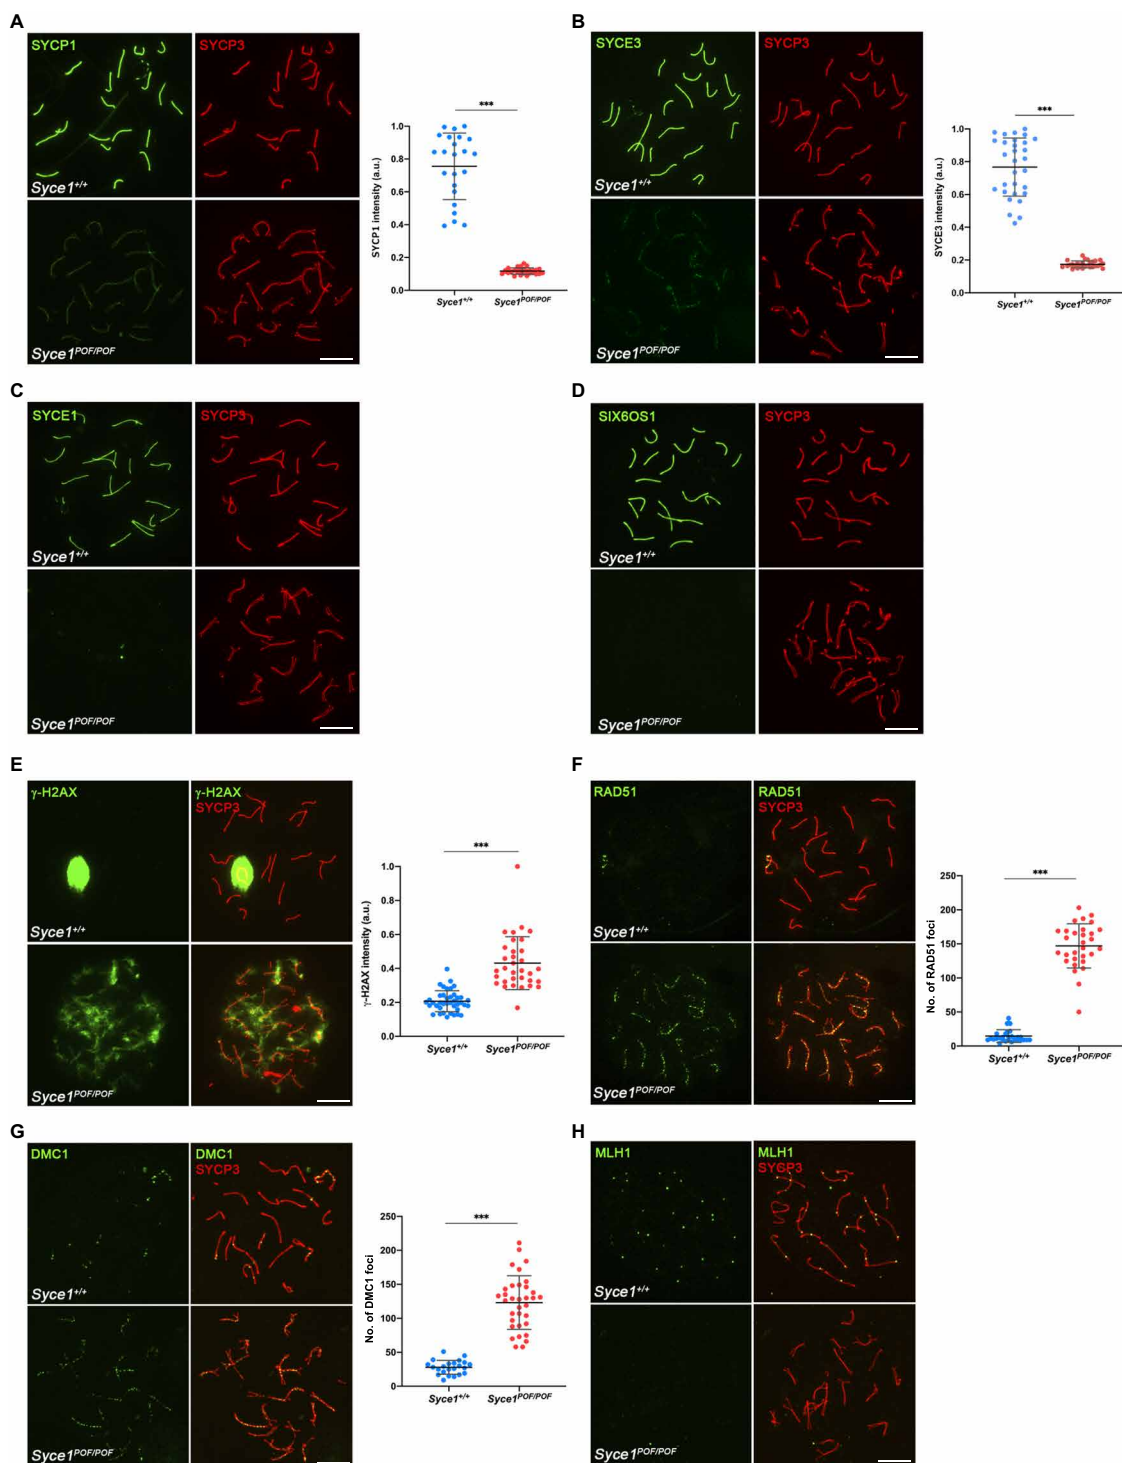 A
SYCP1
SYCP3
Syce1+/+
Syce1POF/POF
***
1.0
0.8
0.6
0.4
0.2
0.0
SYCP1 intensity (a.u.)
Syce1+/+
Syce1POF/POF
B
SYCE3
SYCP3
Syce1+/+
Syce1POF/POF
***
1.0
0.8
0.6
0.4
0.2
0.0
SYCE3 intensity (a.u.)
Syce1+/+
Syce1POF/POF
C
SYCE1
SYCP3
Syce1+/+
Syce1POF/POF
D
SIX6OS1
SYCP3
Syce1+/+
Syce1POF/POF
E
γ-H2AX
γ-H2AX
SYCP3
Syce1+/+
Syce1POF/POF
***
1.0
0.8
0.6
0.4
0.2
0.0
γ-H2AX intensity (a.u.)
Syce1+/+
Syce1POF/POF
F
RAD51
RAD51
SYCP3
Syce1+/+
Syce1POF/POF
***
250
200
150
100
50
0
No. of RAD51 foci
Syce1+/+
Syce1POF/POF
G
DMC1
DMC1
SYCP3
Syce1+/+
Syce1POF/POF
***
250
200
150
100
50
0
No. of DMC1 foci
Syce1+/+
Syce1POF/POF
H
MLH1
MLH1
SYCP3
Syce1+/+
Syce1POF/POF